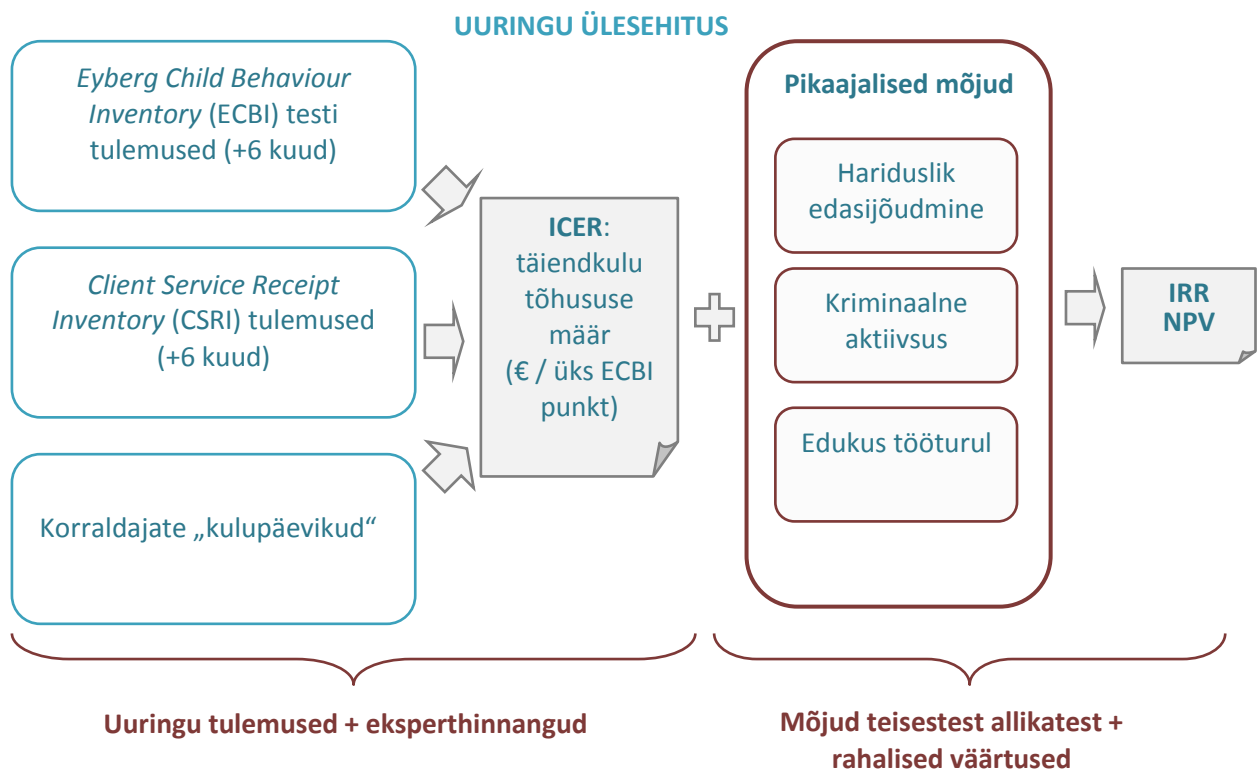 UURINGU ÜLESEHITUS
Eyberg Child Behaviour
Inventory (ECBI) testi
tulemused (+6 kuud)
Client Service Receipt
Inventory (CSRI) tulemused
(+6 kuud)
Korraldajate „kulupäevikud“
ICER:
täiendkulu
tõhususe
määr
(€ / üks ECBI
punkt)
Pikaajalised mõjud
Hariduslik
edasijõudmine
Kriminaalne
aktiivsus
Edukus tööturul
IRR
NPV
Uuringu tulemused + eksperthinnangud
Mõjud teisestest allikatest +
rahalised väärtused